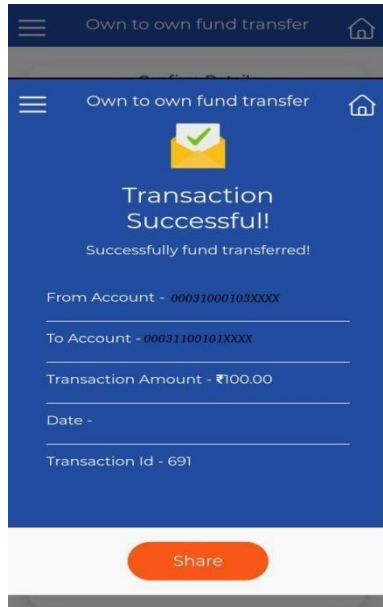 Own to own fund transfer
Own to own fund transfer
Transaction
Successful!
Successfully fund transferred!
From Account - 00031000103XXXX
To Account - 00031100101XXXX
Transaction Amount - ₹100.00
Date -
Transaction Id - 691
Share